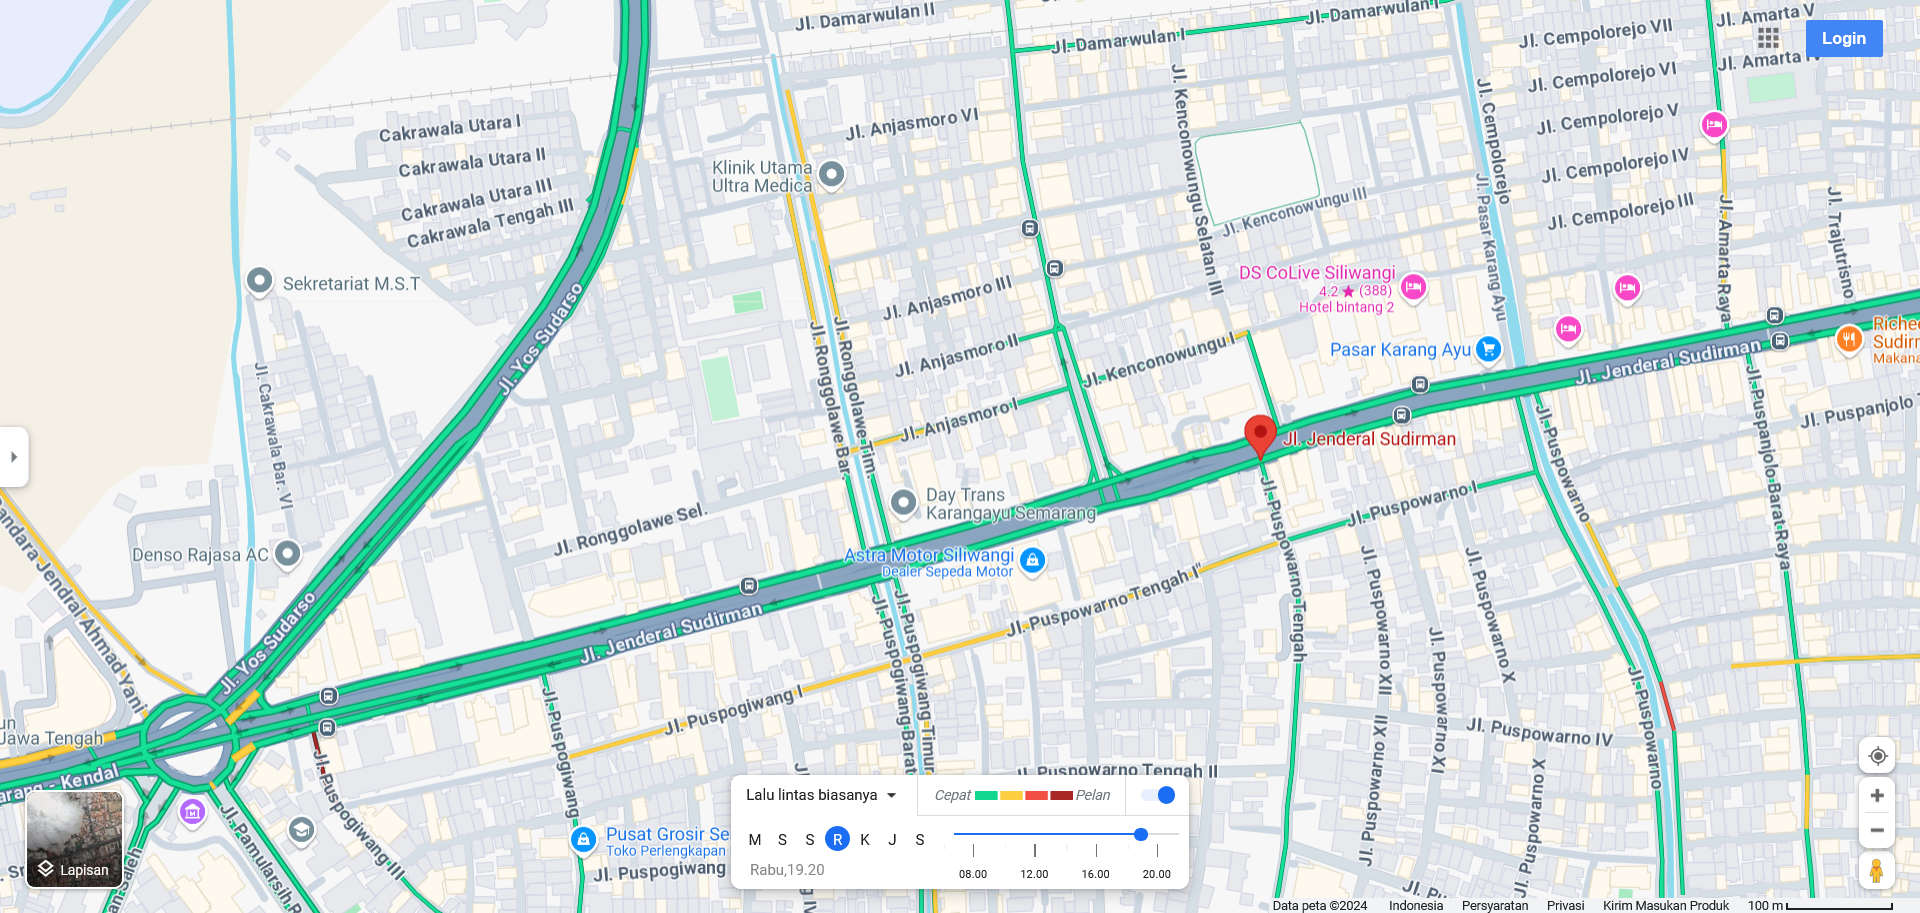 Jl. Damarwulan II
Jl. Damarwulan I
Jl. Damarwulan I
Jl. Cempolorejo VII
Jl. Amarta V
Login
Jl. Amarta IV
Jl. Cempolorejo VI
Jl. Cempolorejo V
Jl. Cempolorejo IV
Jl. Cempolorejo III
Jl. Cempolorejo
Jl. Pasar Karang Ayu
Jl. Amarta Raya
Jl. Trajutrisno
Jl. Anjasmoro VI
Cakrawala Utara I
Cakrawala Utara II
Cakrawala Utara III
Cakrawala Tengah III
Klinik Utama
Ultra Medica
Jl. Kenconowungu Selatan III
Jl. Kenconowungu III
Sekretariat M.S.T
Jl. Yos Sudarso
Jl. Anjasmoro III
Jl. Anjasmoro II
Jl. Anjasmoro I
Jl. Ronggolawe Bar.
Jl. Ronggolawe Tim.
DS CoLive Siliwangi
4.2 ★ (388)
Hotel bintang 2
Pasar Karang Ayu
Jl. Kenconowungu I
Jl. Jenderal Sudirman
Jl. Jenderal Sudirman
Jl. Puspanjolo
Jl. Puspanjolo Barat Raya
Jl. Cakrawala Bar. VI
Day Trans
Karangayu Semarang
Jl. Ronggolawe Sel.
Astra Motor Siliwangi
Dealer Sepeda Motor
Denso Rajasa AC
Jl. Puspowarno I
Jl. Puspowarno
Jl. Puspowarno Tengah
Jl. Puspowarno Tengah I
Jl. Puspowarno XII
Jl. Puspowarno XII
Jl. Puspowarno X
Jl. Puspowarno XI
Jl. Puspowarno X
Jl. Puspowarno IV
Jl. Puspowarno
Jl. Yos Sudarso
Jl. Jenderal Sudirman
Jl. Puspogiwang I
Jl. Puspogiwang Barat
Jl. Puspogiwang Timur
Jl. Puspogiwang
Jl. Puspogiwang III
Jl. Puspowarno Tengah II
Jendral Ahmad Yani
Jawa Tengah
Kendal
Jl. Pamularsih
Pusat Grosir Se
Toko Perlengkapan
Jl. Puspogiwang
Lapisan
Lalu lintas biasanya
Cepat
Pelan
M S S R K J S
Rabu,19.20
08.00 12.00 16.00 20.00
Data peta ©2024 Indonesia Persyaratan Privasi Kirim Masukan Produk 100 m